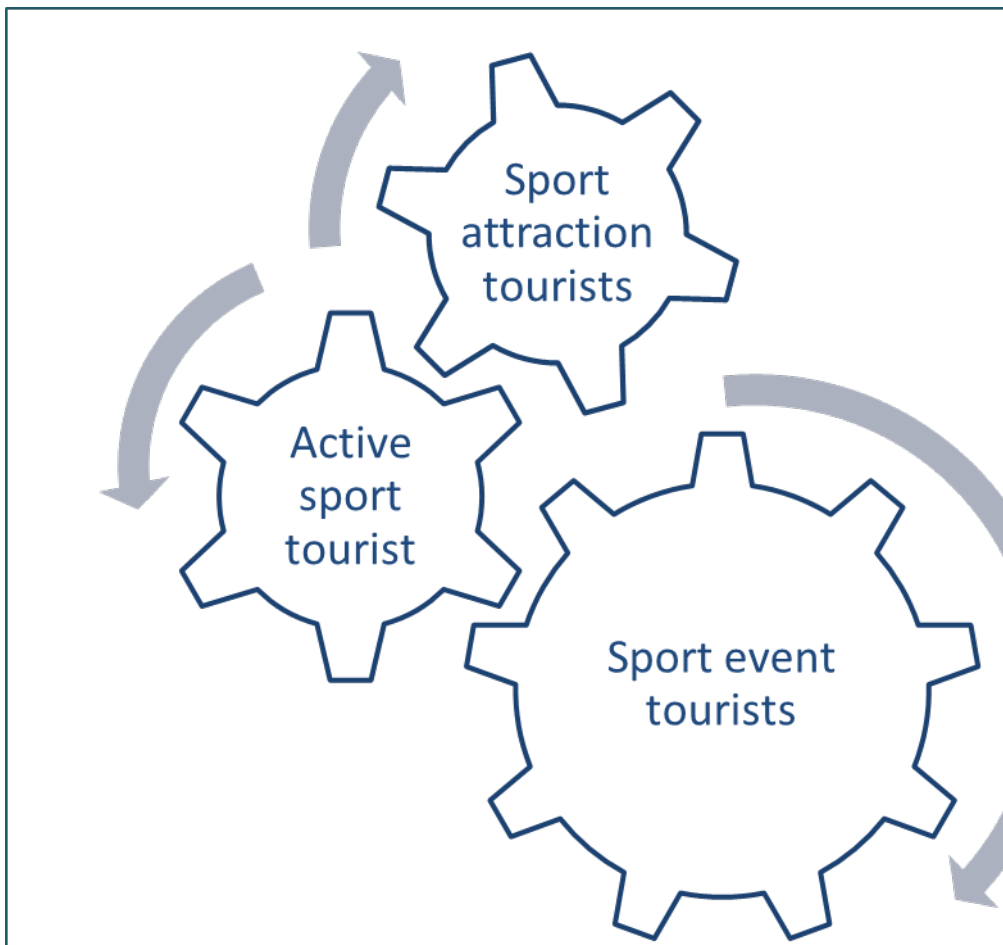 Sport
attraction
tourists
Active
sport
tourist
Sport event
tourists